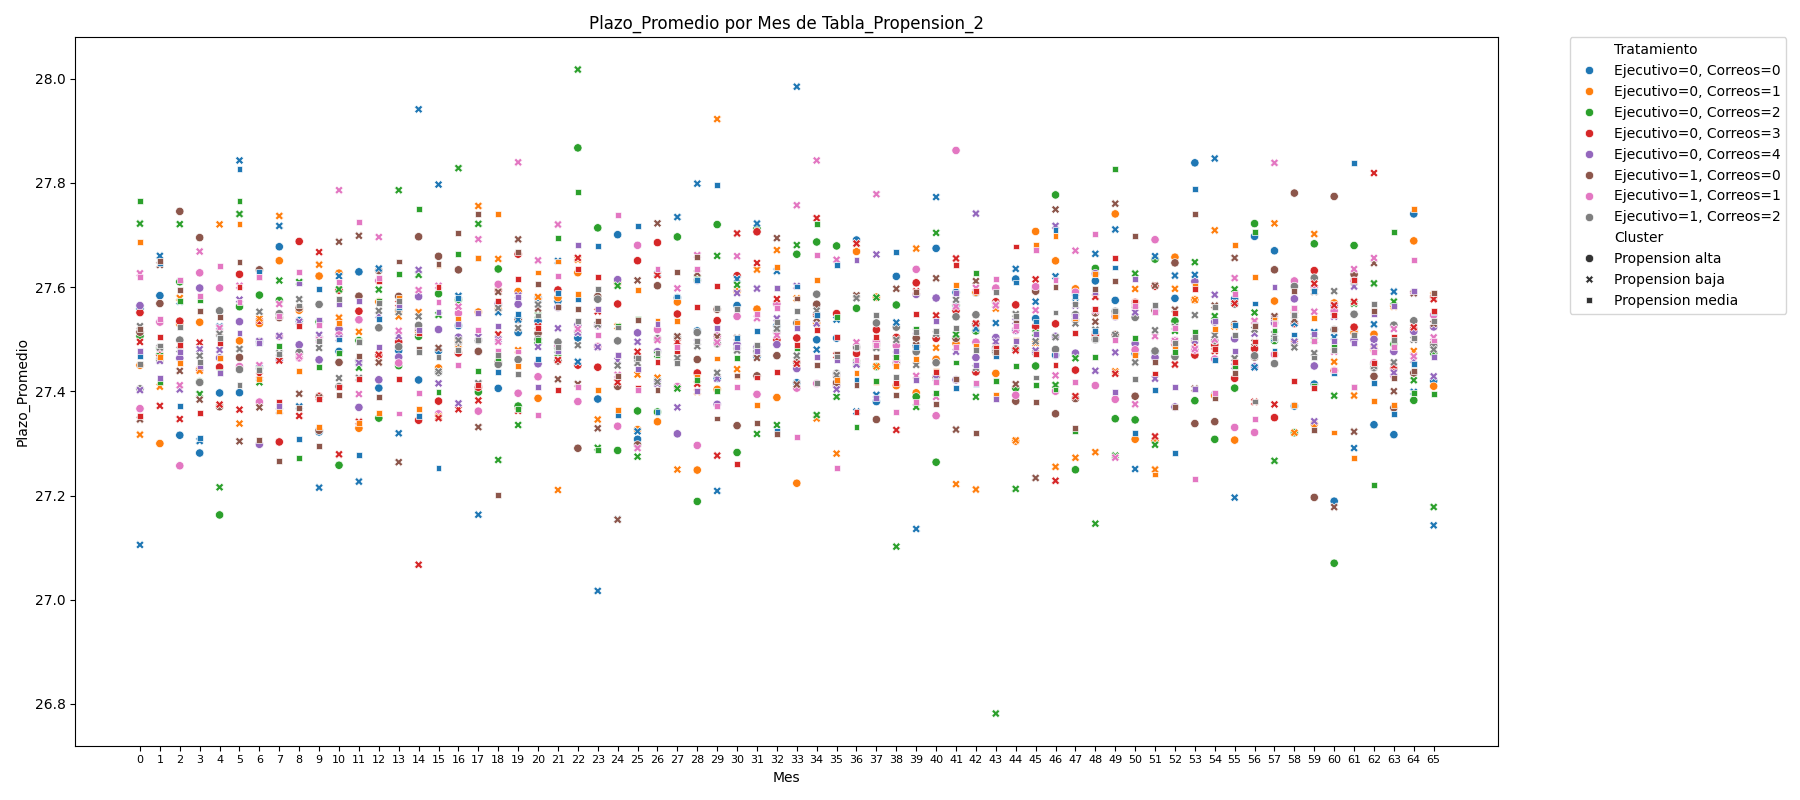 Plazo_Promedio por Mes de Tabla_Propension_2
Plazo_Promedio
28.0
27.8
27.6
27.4
27.2
27.0
26.8
0 1 2 3 4 5 6 7 8 9 10 11 12 13 14 15 16 17 18 19 20 21 22 23 24 25 26 27 28 29 30 31 32 33 34 35 36 37 38 39 40 41 42 43 44 45 46 47 48 49 50 51 52 53 54 55 56 57 58 59 60 61 62 63 64 65
Mes
Tratamiento
Ejecutivo=0, Correos=0
Ejecutivo=0, Correos=1
Ejecutivo=0, Correos=2
Ejecutivo=0, Correos=3
Ejecutivo=0, Correos=4
Ejecutivo=1, Correos=0
Ejecutivo=1, Correos=1
Ejecutivo=1, Correos=2
Cluster
Propension alta
Propension baja
Propension media